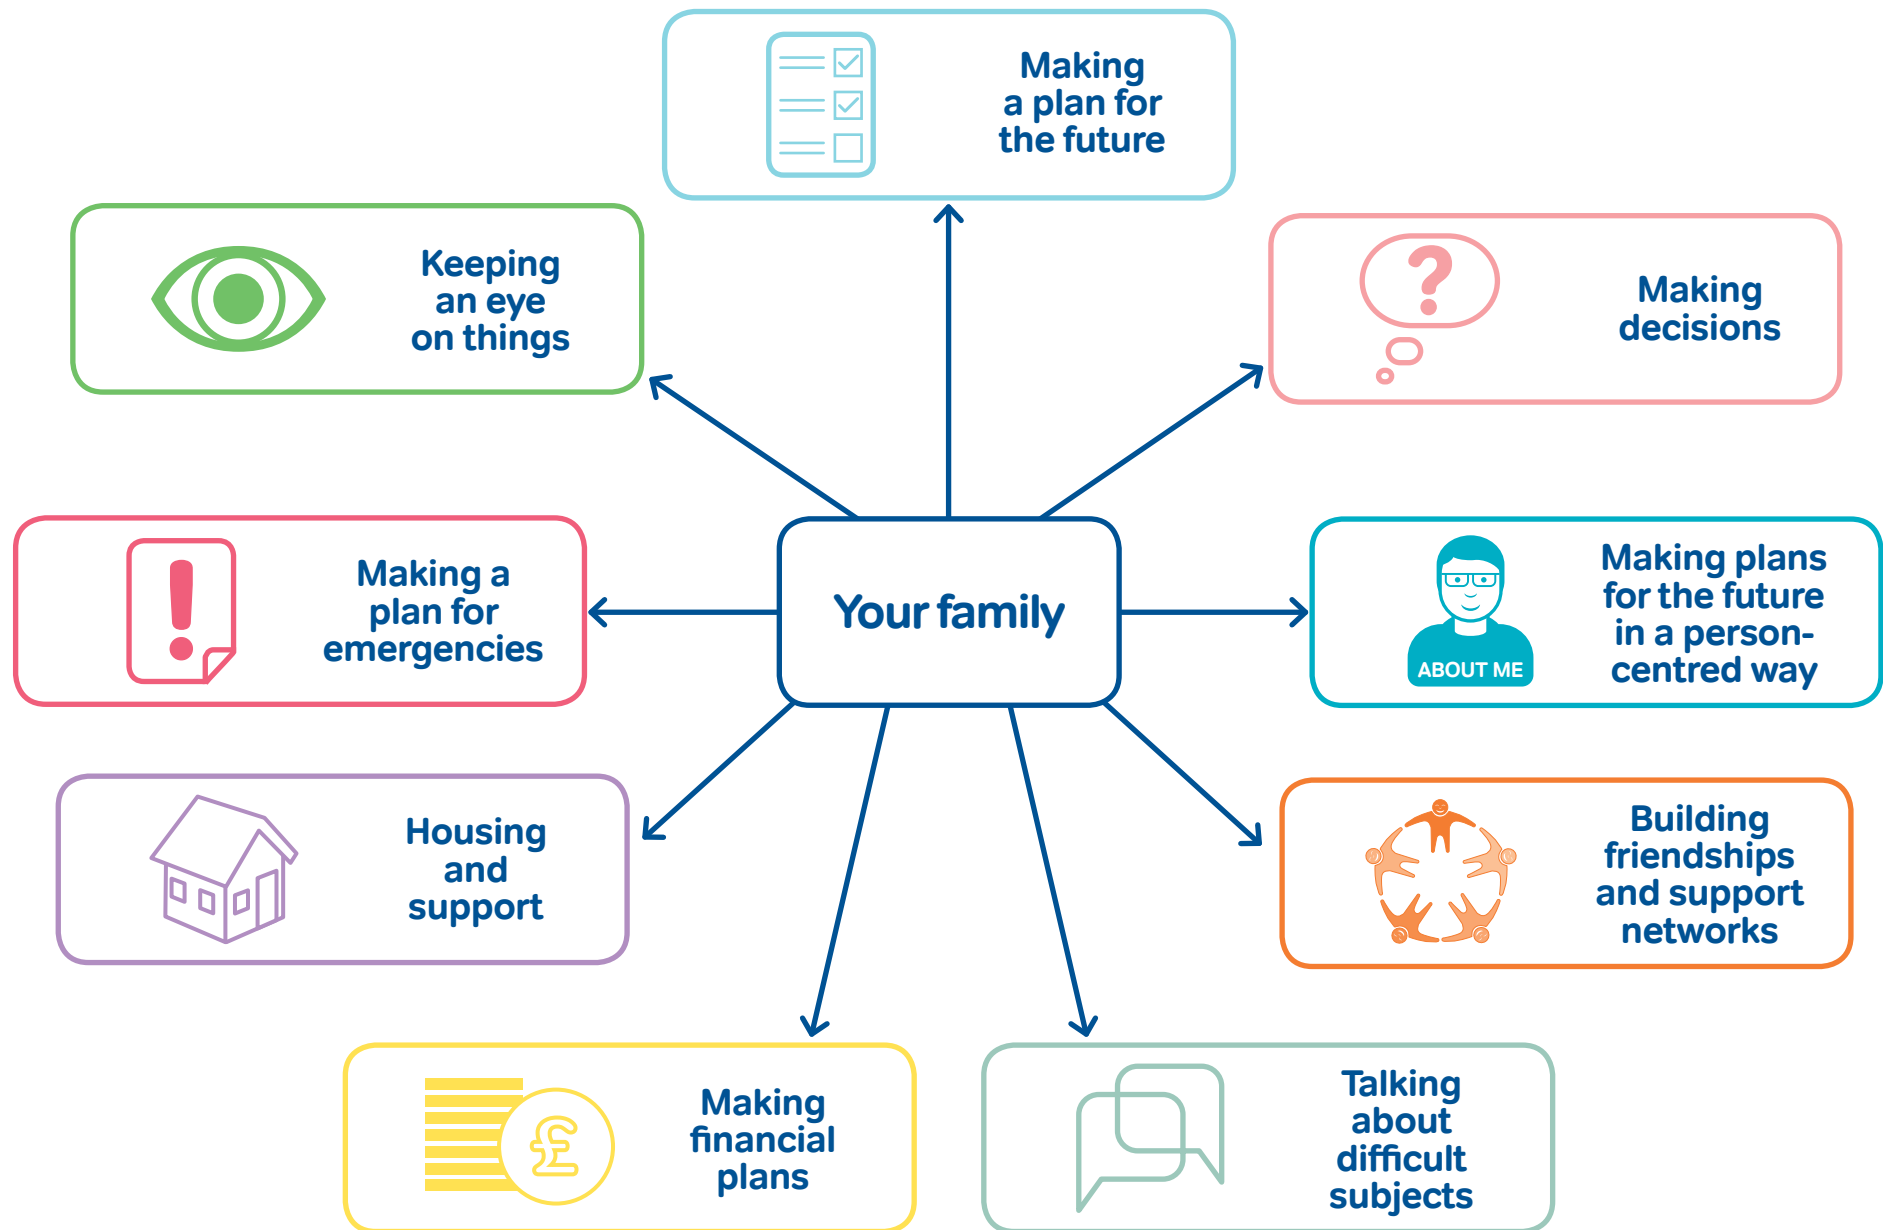 Making
a plan for
the future
Keeping
an eye
on things
?
Making
decisions
!
Making a
plan for
emergencies
Your family
ABOUT ME
Making plans
for the future
in a person-
centred way
Housing
and
support
Building
friendships
and support
networks
£
Making
financial
plans
Talking
about
difficult
subjects